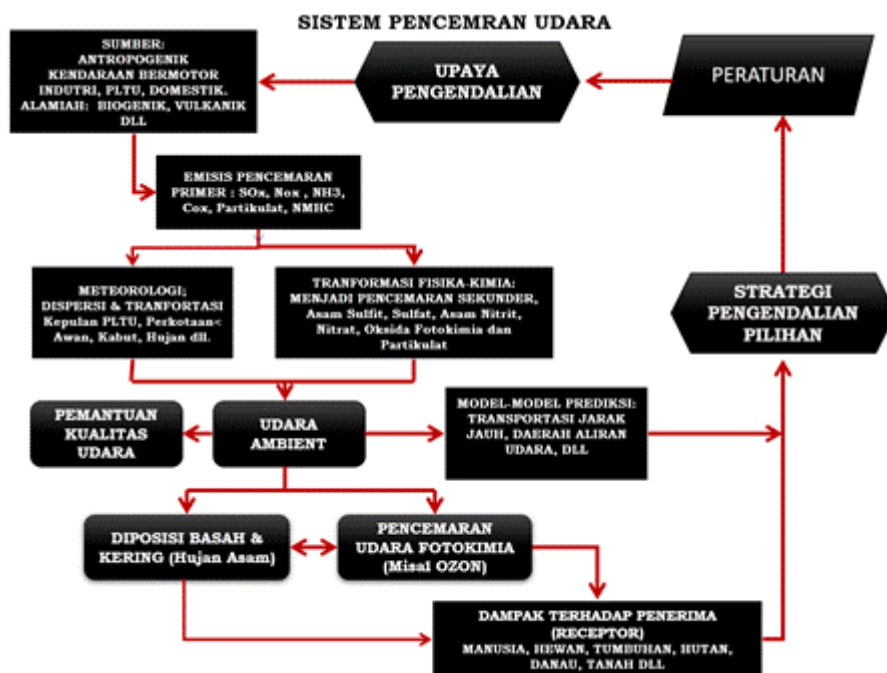 SISTEM PENCEMRAN UDARA
SUMBER:
ANTROPOGENIK
KENDARAAN BERMOTOR
INDUTRI, PLTU, DOMESTIK.
ALAMIAH: BIOGENIK, VULKANIK
DLL
UPAYA
PENGENDALIAN
PERATURAN
EMISIS PENCEMARAN
PRIMER : SOx, Nox , NH3,
Cox, Partikulat, NMHC
METEOROLOGI;
DISPERSI & TRANFORTASI
Kepulan PLTU, Perkotaan<
Awan, Kabut, Hujan dll.
TRANFORMASI FISIKA-KIMIA:
MENJADI PENCEMARAN SEKUNDER,
Asam Sulfit, Sulfat, Asam Nitrit,
Nitrat, Oksida Fotokimia dan
Partikulat
STRATEGI
PENGENDALIAN
PILIHAN
PEMANTUAN
KUALITAS
UDARA
UDARA
AMBIENT
MODEL-MODEL PREDIKSI:
TRANSPORTASI JARAK
JAUH, DAERAH ALIRAN
UDARA, DLL
DIPOSISI BASAH &
KERING (Hujan Asam)
PENCEMARAN
UDARA FOTOKIMIA
(Misal OZON)
DAMPAK TERHADAP PENERIMA
(RECEPTOR)
MANUSIA, HEWAN, TUMBUHAN, HUTAN,
DANAU, TANAH DLL